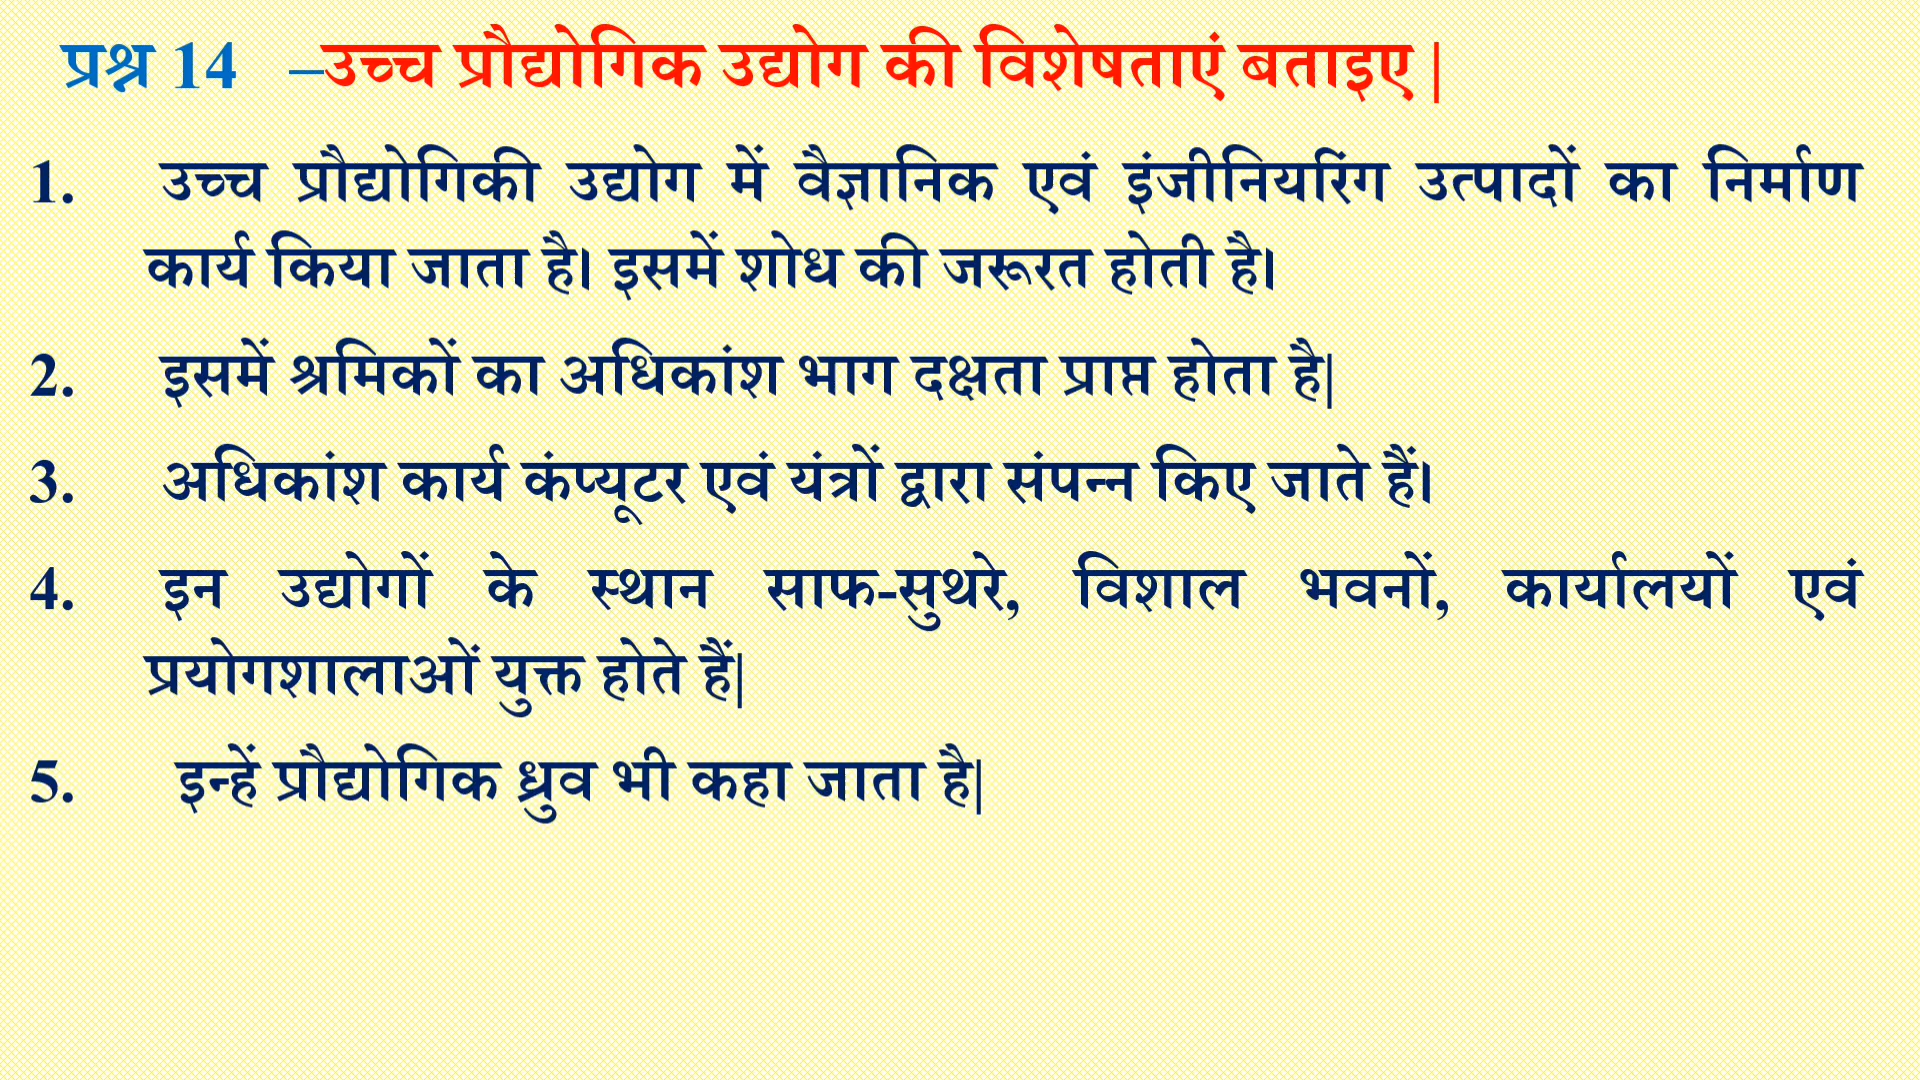 प्रश्न 14 –उच्च प्रौद्योगिक उद्योग की विशेषताएं बताइए |
1. उच्च प्रौद्योगिकी उद्योग में वैज्ञानिक एवं इंजीनियरिंग उत्पादों का निर्माण
कार्य किया जाता है। इसमें शोध की जरूरत होती है।
2. इसमें श्रमिकों का अधिकांश भाग दक्षता प्राप्त होता है|
3. अधिकांश कार्य कंप्यूटर एवं यंत्रों द्वारा संपन्न किए जाते हैं।
4. इन उद्योगों के स्थान साफ-सुथरे, विशाल भवनों, कार्यालयों एवं
प्रयोगशालाओं युक्त होते हैं|
5. इन्हें प्रौद्योगिक ध्रुव भी कहा जाता है|